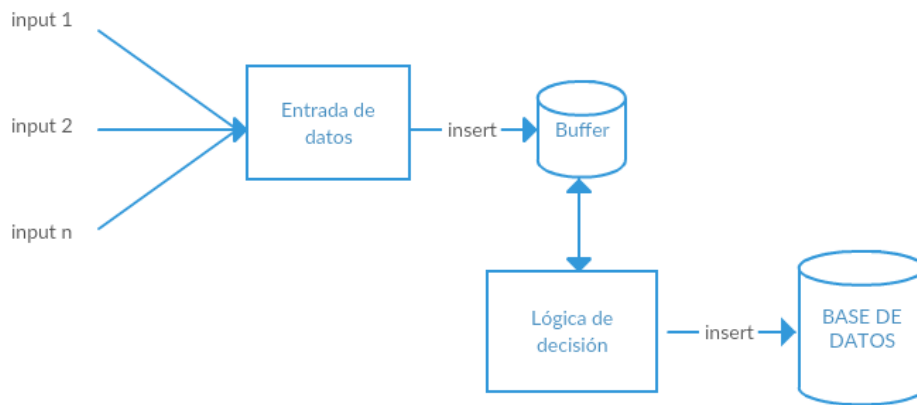 input 1
input 2
input n
Entrada de
datos
insert
Buffer
Lógica de
decisión
insert
BASE DE
DATOS